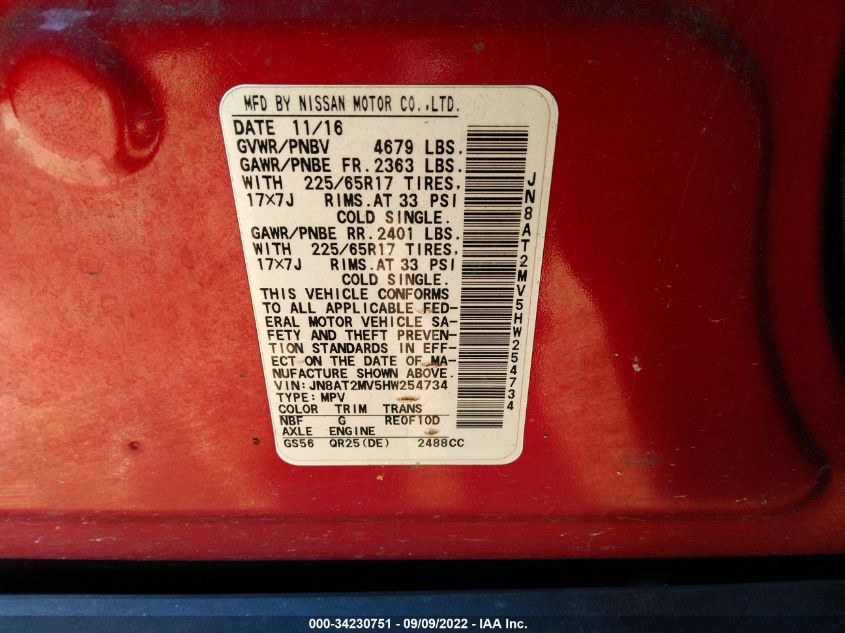 MFD BY NISSAN MOTOR CO.,LTD.
DATE 11/16
GVWR/PNBV 4679 LBS.
GAWR/PNBE FR.2363 LBS.
WITH 225/65R17 TIRES,
17×7J RIMS.AT 33 PSI
COLD SINGLE.
GAWR/PNBE RR.2401 LBS.
WITH 225/65R17 TIRES,
17×7J RIMS.AT 33 PSI
COLD SINGLE.
THIS VEHICLE CONFORMS
TO ALL APPLICABLE FED-
ERAL MOTOR VEHICLE SA-
FETY AND THEFT PREVEN-
TION STANDARDS IN EFF-
ECT ON THE DATE OF MA-
NUFACTURE SHOWN ABOVE.
VIN:JN8AT2MV5HW254734
TYPE:MPV
COLOR TRIM TRANS
NBF G RE0F10D
AXLE ENGINE
GS56 QR25(DE) 2488CC
JN8AT2MV5HW254734
000-34230751 - 09/09/2022 - IAA Inc.